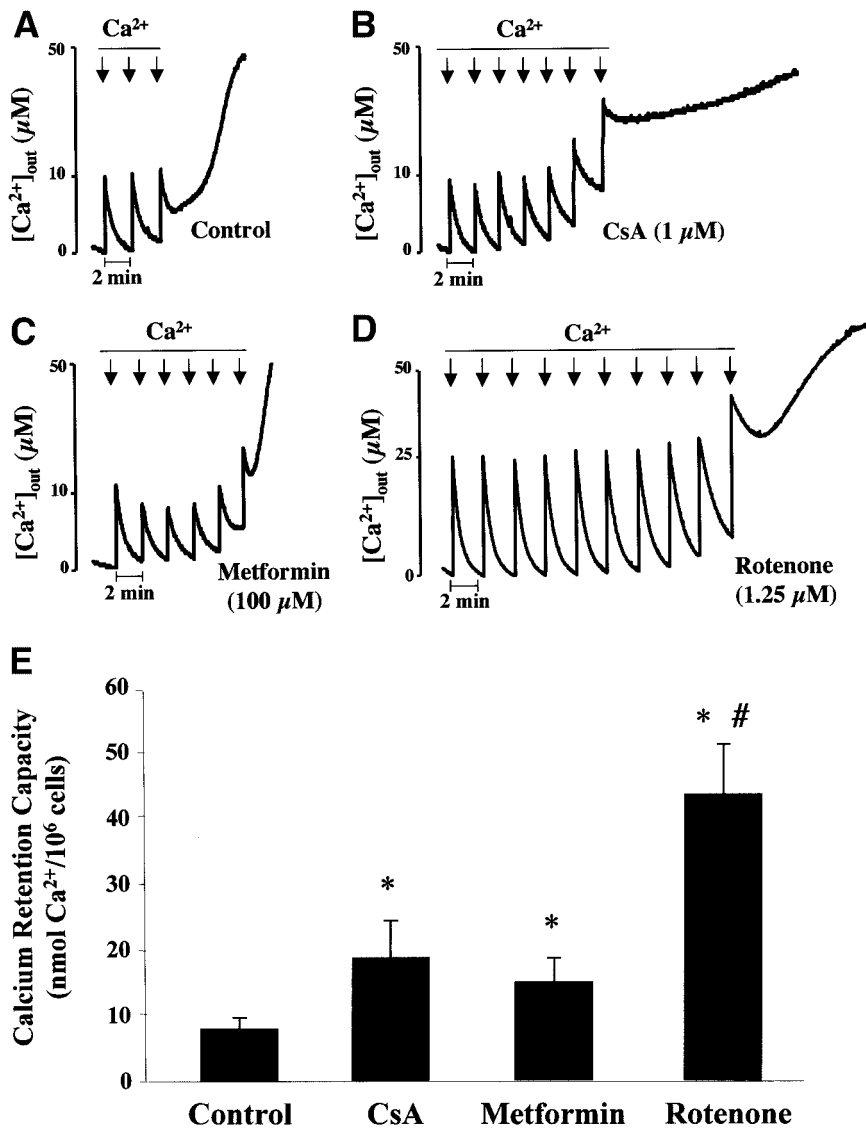 A
Ca²⁺
50
10
0
[Ca²⁺]out (µM)
2 min
Control
B
Ca²⁺
50
10
0
[Ca²⁺]out (µM)
2 min
CsA (1 µM)
C
Ca²⁺
50
10
0
[Ca²⁺]out (µM)
2 min
Metformin
(100 µM)
D
Ca²⁺
50
25
0
[Ca²⁺]out (µM)
2 min
Rotenone
(1.25 µM)
E
Calcium Retention Capacity
(nmol Ca²⁺/10⁶ cells)
60
50
40
30
20
10
0
*
*
* #
Control CsA Metformin Rotenone